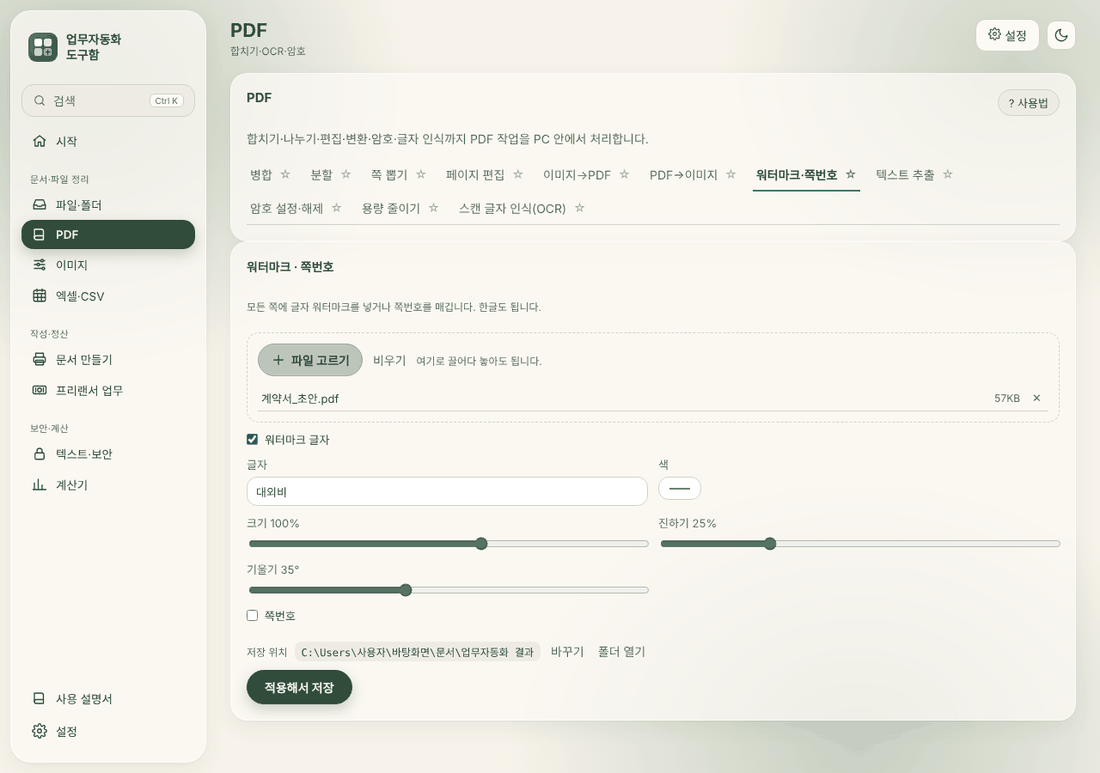 업무자동화
도구함
검색 Ctrl K
시작
문서·파일 정리
파일·폴더
PDF
이미지
엑셀·CSV
작성·정산
문서 만들기
프리랜서 업무
보안·계산
텍스트·보안
계산기
사용 설명서
설정
PDF
합치기·OCR·암호
설정
PDF
? 사용법
합치기·나누기·편집·변환·암호·글자 인식까지 PDF 작업을 PC 안에서 처리합니다.
병합 ☆ 분할 ☆ 쪽 뽑기 ☆ 페이지 편집 ☆ 이미지→PDF ☆ PDF→이미지 ☆ 워터마크·쪽번호 ☆ 텍스트 추출 ☆
암호 설정·해제 ☆ 용량 줄이기 ☆ 스캔 글자 인식(OCR) ☆
워터마크 · 쪽번호
모든 쪽에 글자 워터마크를 넣거나 쪽번호를 매깁니다. 한글도 됩니다.
+ 파일 고르기 비우기 여기로 끌어다 놓아도 됩니다.
계약서_초안.pdf 57KB ×
워터마크 글자
글자 색
대외비
크기 100% 진하기 25%
기울기 35°
쪽번호
저장 위치 C:\Users\사용자\바탕화면\문서\업무자동화 결과 바꾸기 폴더 열기
적용해서 저장